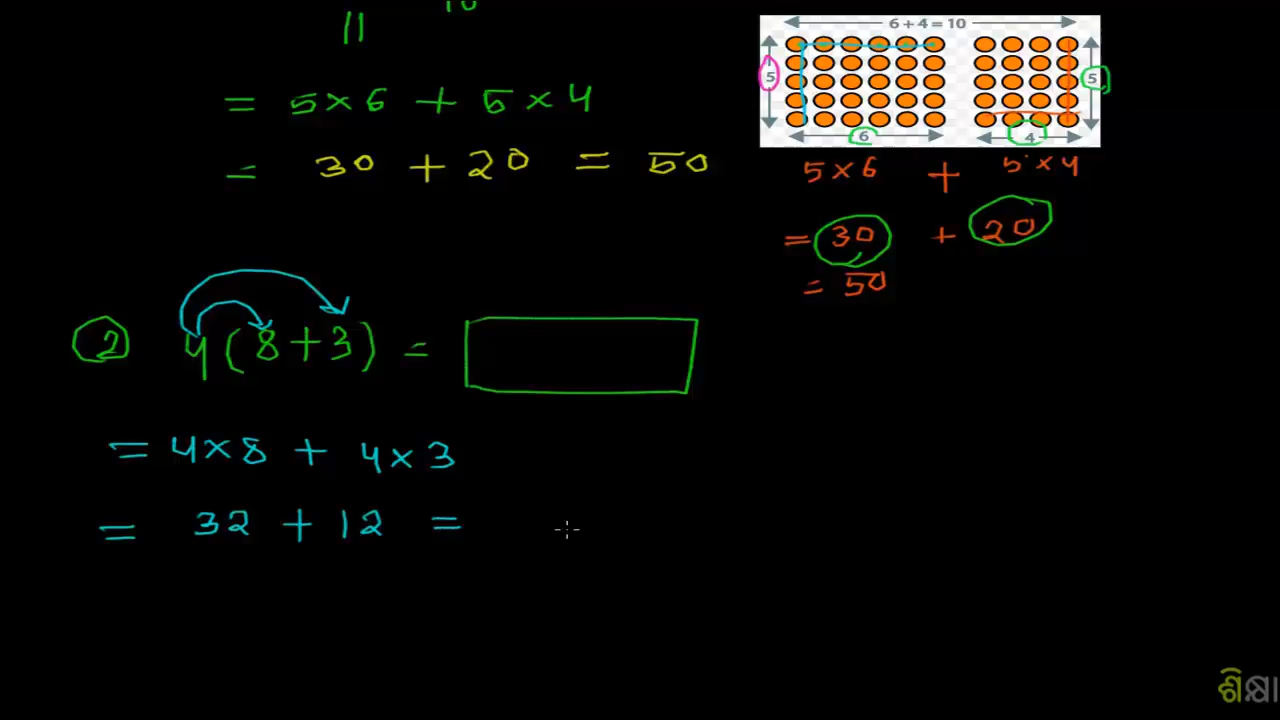 10
11
= 5×6 + 5×4
= 30 + 20 = 50
6 + 4 = 10
5
5
6
4
5×6 + 5×4
= 30 + 20
= 50
2 4(8+3) =
= 4×8 + 4×3
= 32 + 12 =
ଶିକ୍ଷା